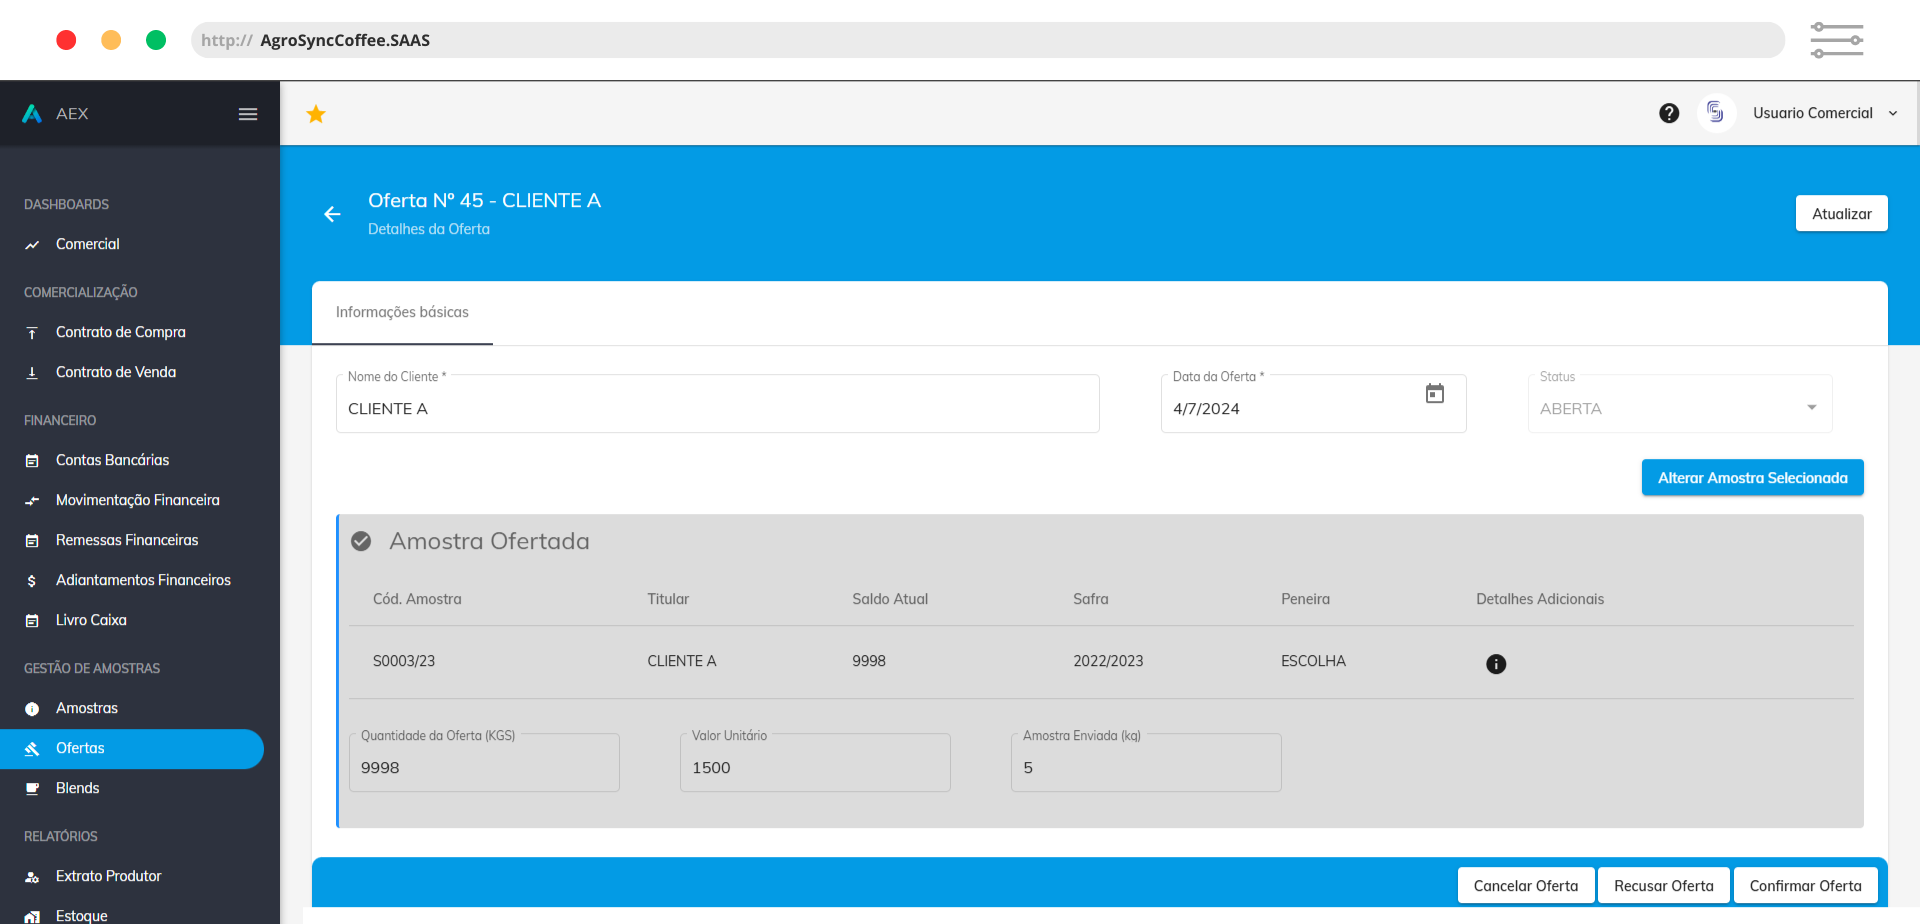 http:// AgroSyncCoffee.SAAS
AEX
Usuario Comercial
DASHBOARDS
Comercial
COMERCIALIZAÇÃO
Contrato de Compra
Contrato de Venda
FINANCEIRO
Contas Bancárias
Movimentação Financeira
Remessas Financeiras
Adiantamentos Financeiros
Livro Caixa
GESTÃO DE AMOSTRAS
Amostras
Ofertas
Blends
RELATÓRIOS
Extrato Produtor
Estoque
Oferta Nº 45 - CLIENTE A
Detalhes da Oferta
Atualizar
Informações básicas
Nome do Cliente * Data da Oferta * Status
CLIENTE A 4/7/2024 ABERTA
Alterar Amostra Selecionada
Amostra Ofertada
Cód. Amostra Titular Saldo Atual Safra Peneira Detalhes Adicionais
S0003/23 CLIENTE A 9998 2022/2023 ESCOLHA
Quantidade da Oferta (KGS) Valor Unitário Amostra Enviada (kg)
9998 1500 5
Cancelar Oferta Recusar Oferta Confirmar Oferta